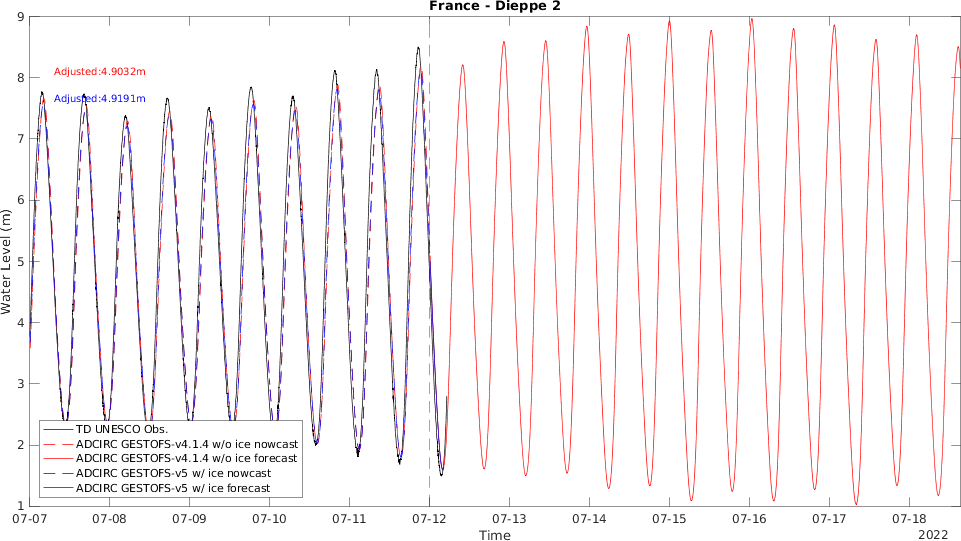 France - Dieppe 2
9
8
7
6
5
4
3
2
1
Water Level (m)
Adjusted:4.9032m
Adjusted:4.9191m
TD UNESCO Obs.
ADCIRC GESTOFS-v4.1.4 w/o ice nowcast
ADCIRC GESTOFS-v4.1.4 w/o ice forecast
ADCIRC GESTOFS-v5 w/ ice nowcast
ADCIRC GESTOFS-v5 w/ ice forecast
07-07 07-08 07-09 07-10 07-11 07-12 07-13 07-14 07-15 07-16 07-17 07-18
Time
2022